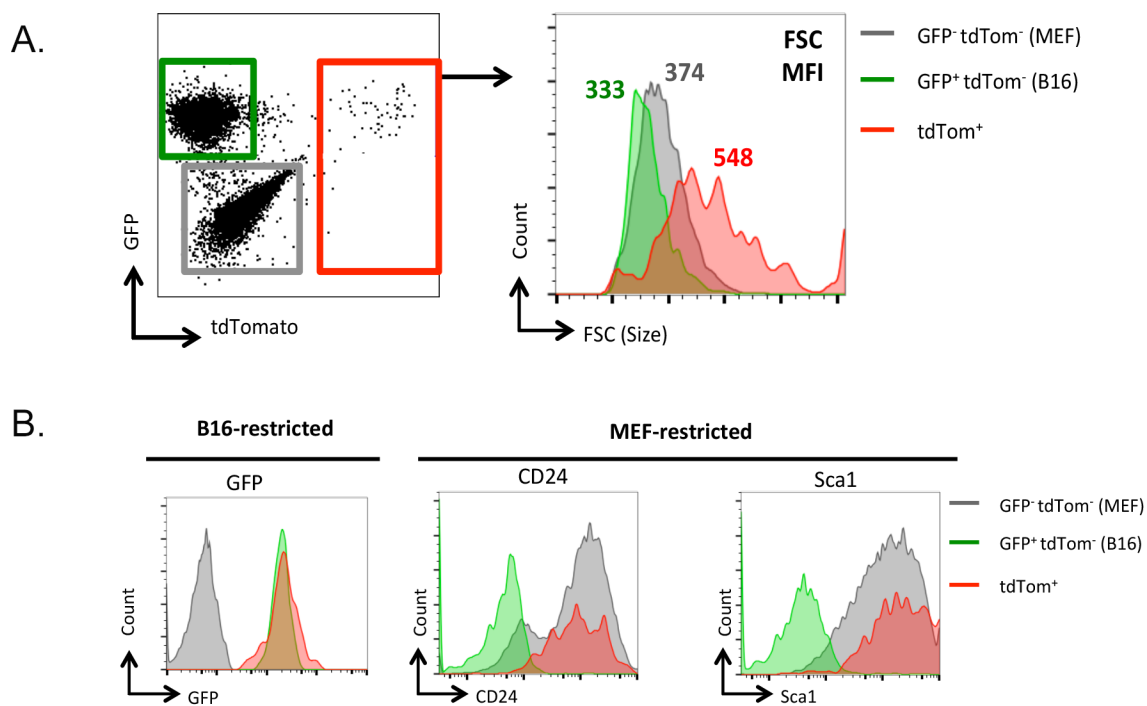 A.
GFP
tdTomato
FSC
MFI
333
374
548
Count
FSC (Size)
GFP⁻ tdTom⁻ (MEF)
GFP⁺ tdTom⁻ (B16)
tdTom⁺
B.
B16-restricted
MEF-restricted
GFP
CD24
Sca1
Count
GFP
Count
CD24
Count
Sca1
GFP⁻ tdTom⁻ (MEF)
GFP⁺ tdTom⁻ (B16)
tdTom⁺